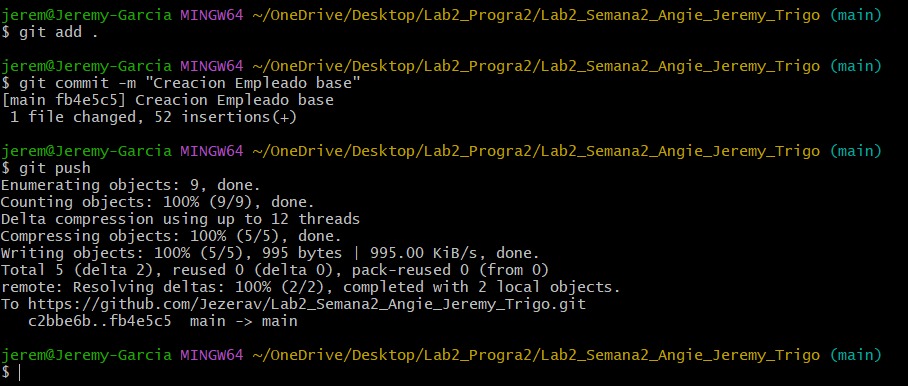 jerem@Jeremy-Garcia MINGW64 ~/OneDrive/Desktop/Lab2_Progra2/Lab2_Semana2_Angie_Jeremy_Trigo (main)
$ git add .
jerem@Jeremy-Garcia MINGW64 ~/OneDrive/Desktop/Lab2_Progra2/Lab2_Semana2_Angie_Jeremy_Trigo (main)
$ git commit -m "Creacion Empleado base"
[main fb4e5c5] Creacion Empleado base
 1 file changed, 52 insertions(+)
jerem@Jeremy-Garcia MINGW64 ~/OneDrive/Desktop/Lab2_Progra2/Lab2_Semana2_Angie_Jeremy_Trigo (main)
$ git push
Enumerating objects: 9, done.
Counting objects: 100% (9/9), done.
Delta compression using up to 12 threads
Compressing objects: 100% (5/5), done.
Writing objects: 100% (5/5), 995 bytes | 995.00 KiB/s, done.
Total 5 (delta 2), reused 0 (delta 0), pack-reused 0 (from 0)
remote: Resolving deltas: 100% (2/2), completed with 2 local objects.
To https://github.com/Jezerav/Lab2_Semana2_Angie_Jeremy_Trigo.git
   c2bbe6b..fb4e5c5  main -> main
jerem@Jeremy-Garcia MINGW64 ~/OneDrive/Desktop/Lab2_Progra2/Lab2_Semana2_Angie_Jeremy_Trigo (main)
$